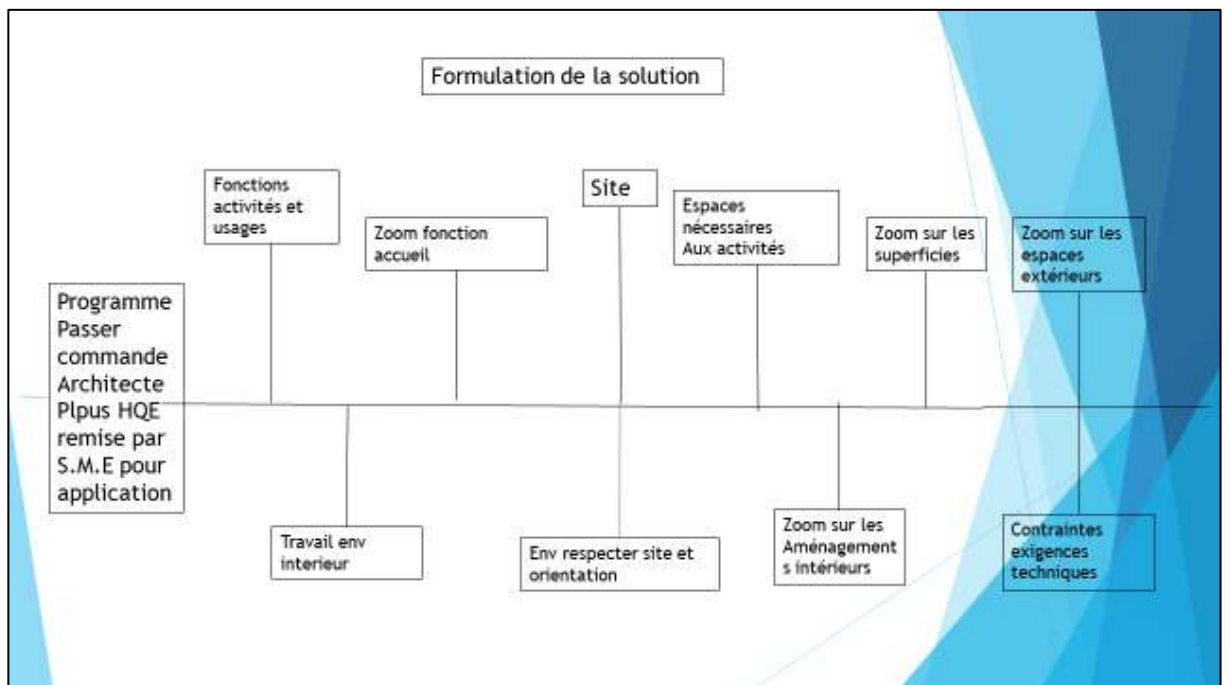 Formulation de la solution
Fonctions
activités et
usages
Zoom fonction
accueil
Site
Espaces
nécessaires
Aux activités
Zoom sur les
superficies
Zoom sur les
espaces
extérieurs
Programme
Passer
commande
Architecte
Plpus HQE
remise par
S.M.E pour
application
Travail env
interieur
Env respecter site et
orientation
Zoom sur les
Aménagement
s intérieurs
Contraintes
exigences
techniques